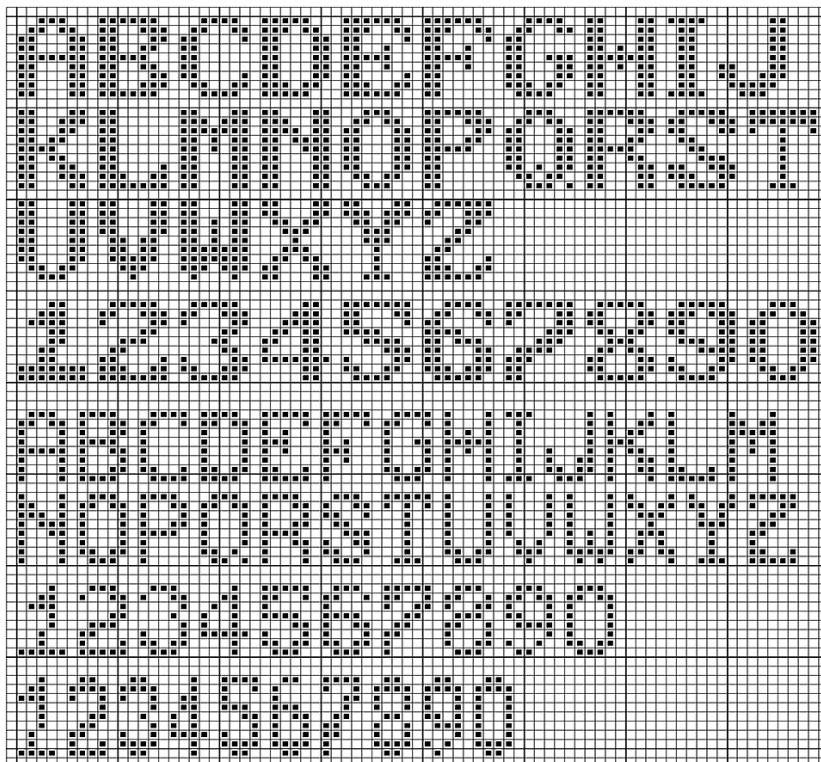 ABCDEFGHIJ
KLMNOPQRST
UVWXYZ
1234567890
ABCDEFGHIJKLM
NOPQRSTUVWXYZ
1234567890
1234567890